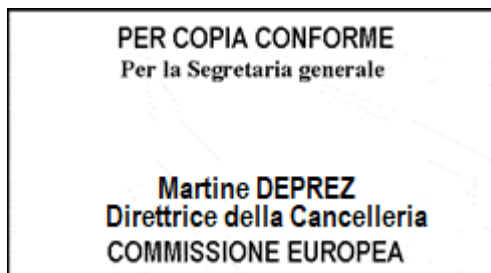 PER COPIA CONFORME
Per la Segretaria generale
Martine DEPREZ
Direttrice della Cancelleria
COMMISSIONE EUROPEA